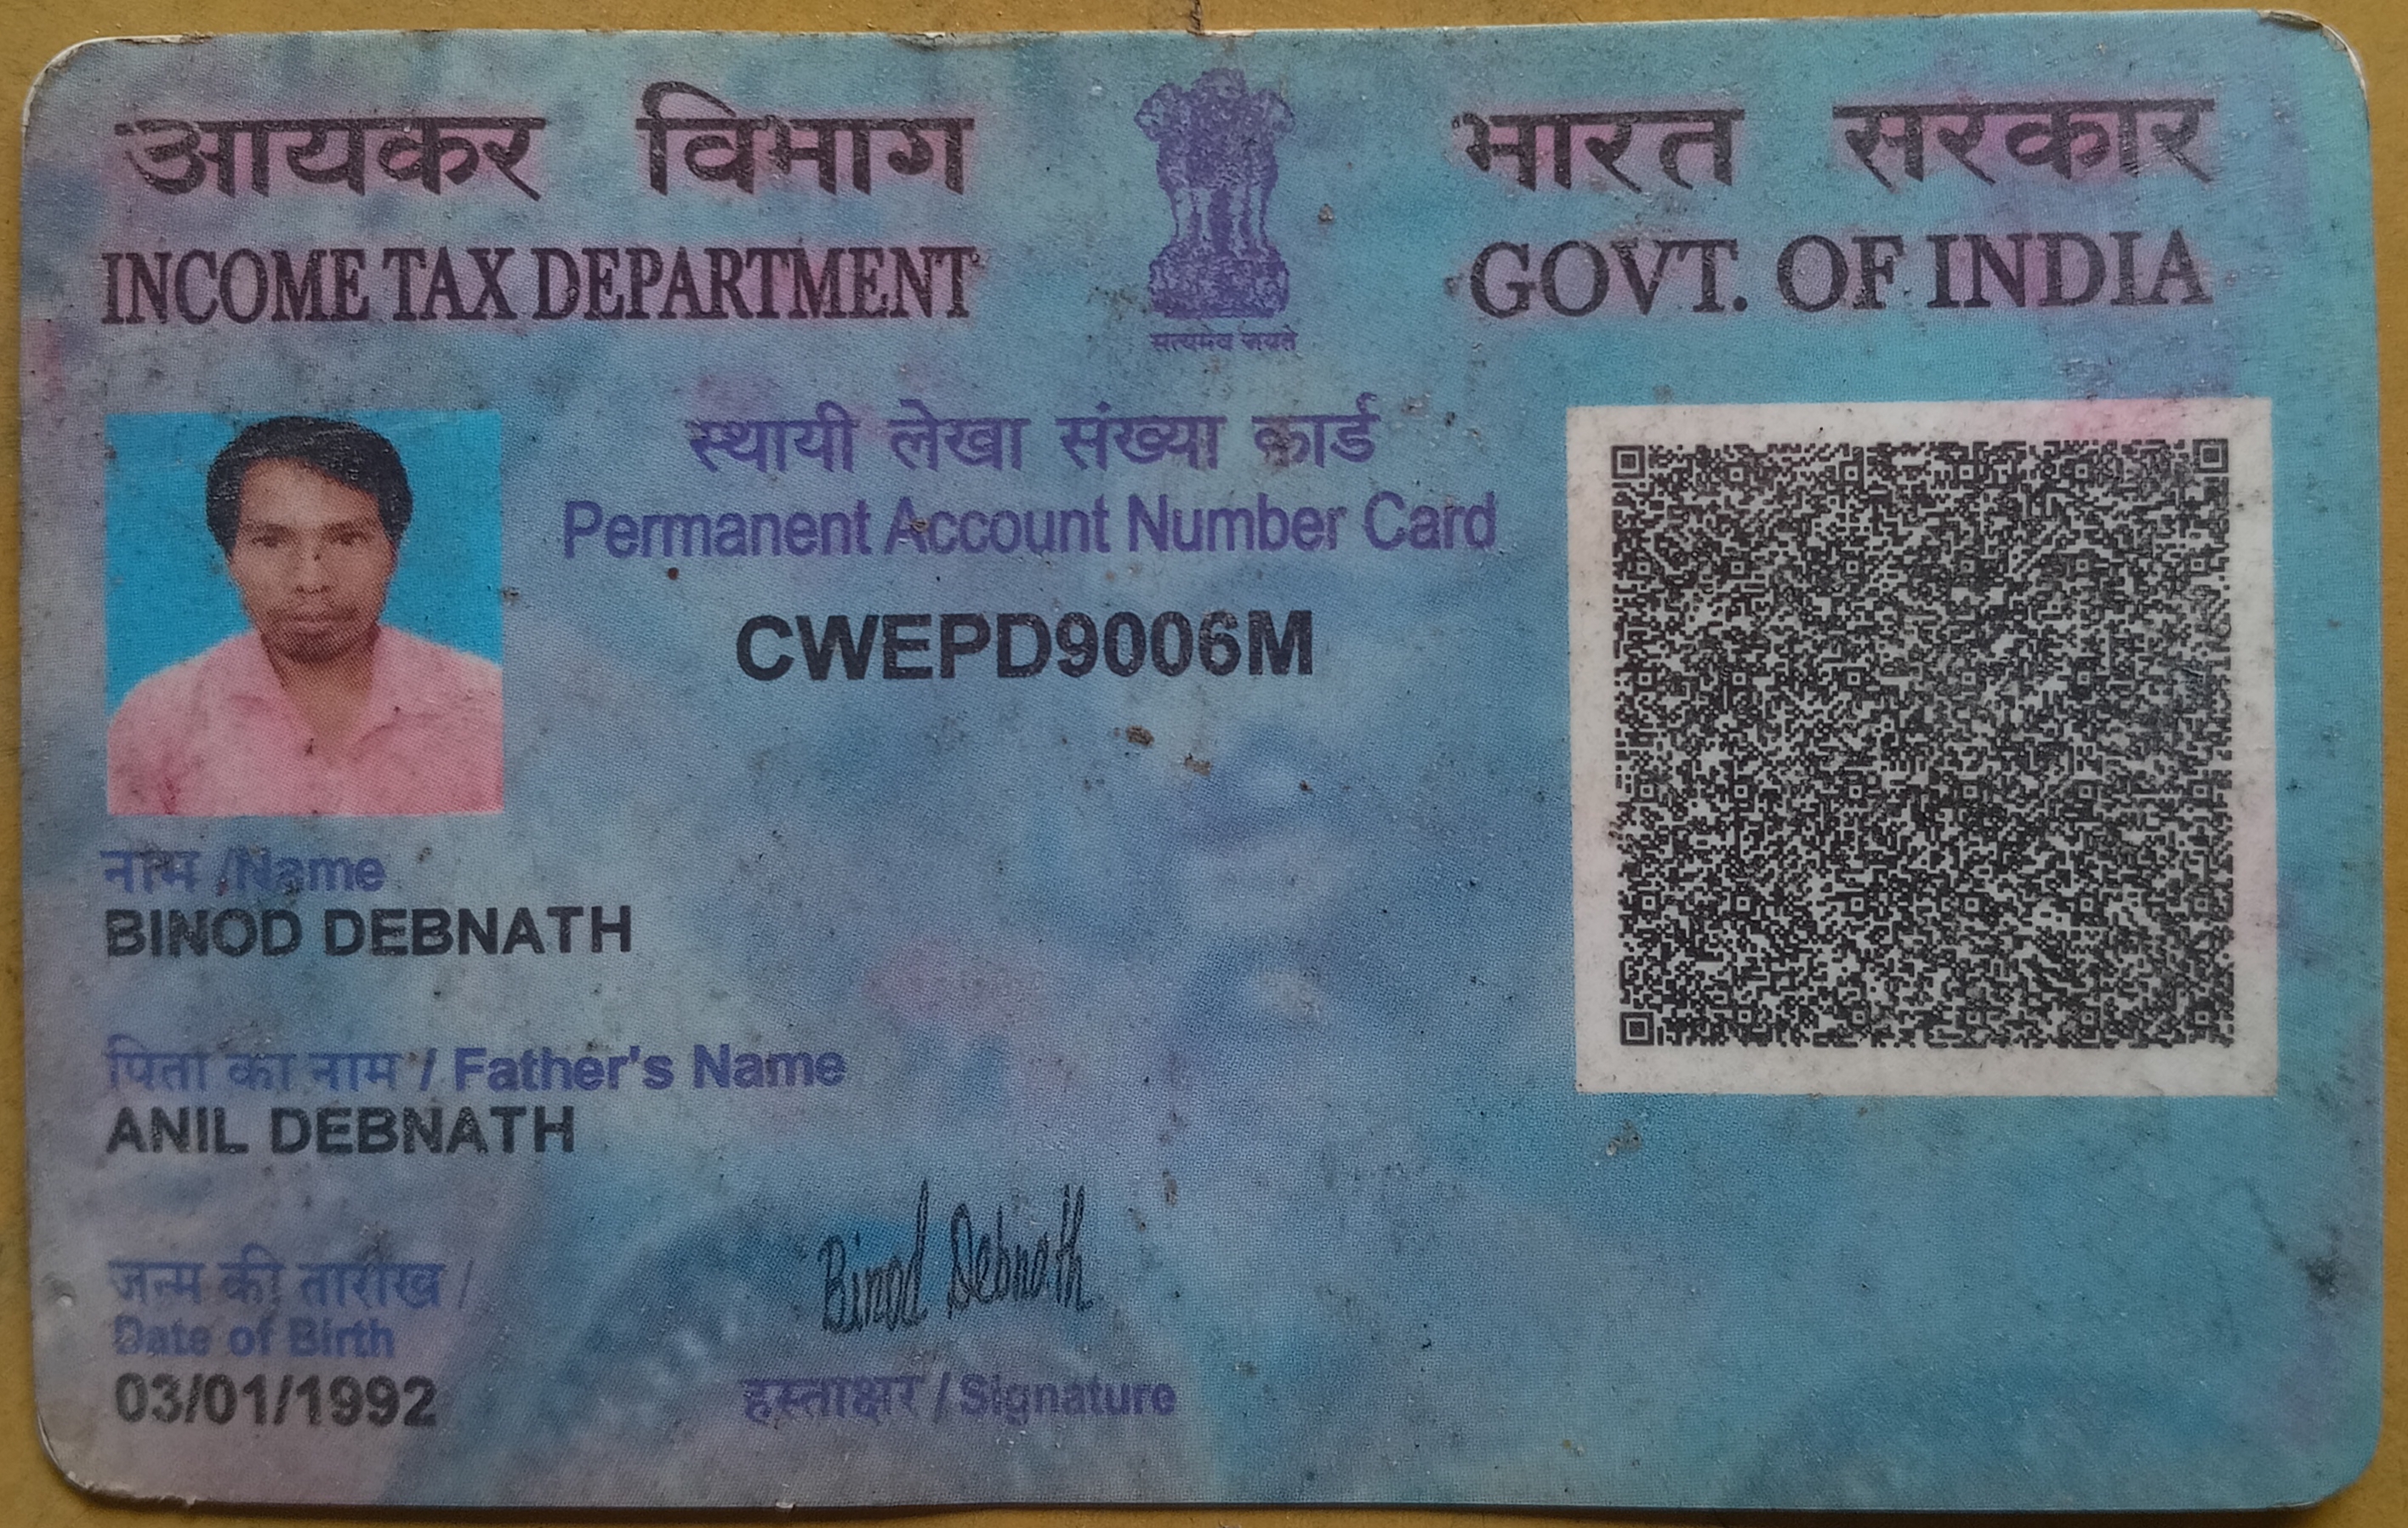 आयकर विभाग
INCOME TAX DEPARTMENT
सत्यमेव जयते
भारत सरकार
GOVT. OF INDIA
स्थायी लेखा संख्या कार्ड
Permanent Account Number Card
CWEPD9006M
नाम /Name
BINOD DEBNATH
पिता का नाम / Father's Name
ANIL DEBNATH
जन्म की तारीख /
Date of Birth
03/01/1992
Binod Debnath
हस्ताक्षर / Signature